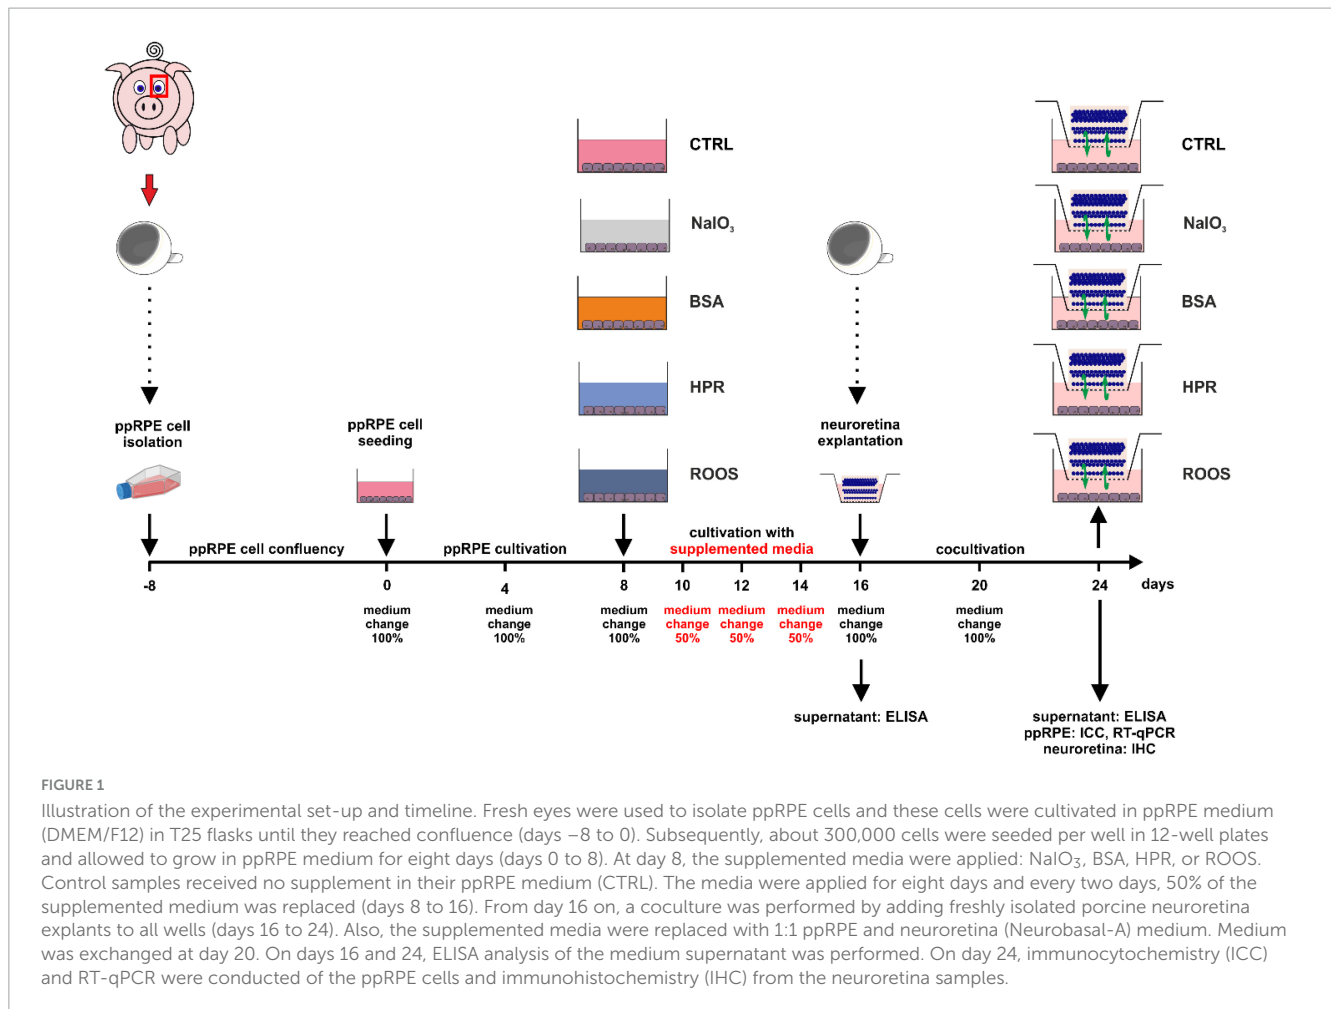 CTRL
NaIO₃
BSA
HPR
ROOS
CTRL
NaIO₃
BSA
HPR
ROOS
ppRPE cell
isolation
ppRPE cell
seeding
neuroretina
explantation
ppRPE cell confluency
ppRPE cultivation
cultivation with
supplemented media
cocultivation
-8 0 4 8 10 12 14 16 20 24 days
medium
change
100%
medium
change
100%
medium
change
100%
medium
change
50%
medium
change
50%
medium
change
50%
medium
change
100%
medium
change
100%
supernatant: ELISA
supernatant: ELISA
ppRPE: ICC, RT-qPCR
neuroretina: IHC
FIGURE 1
Illustration of the experimental set-up and timeline. Fresh eyes were used to isolate ppRPE cells and these cells were cultivated in ppRPE medium
(DMEM/F12) in T25 flasks until they reached confluence (days −8 to 0). Subsequently, about 300,000 cells were seeded per well in 12-well plates
and allowed to grow in ppRPE medium for eight days (days 0 to 8). At day 8, the supplemented media were applied: NaIO₃, BSA, HPR, or ROOS.
Control samples received no supplement in their ppRPE medium (CTRL). The media were applied for eight days and every two days, 50% of the
supplemented medium was replaced (days 8 to 16). From day 16 on, a coculture was performed by adding freshly isolated porcine neuroretina
explants to all wells (days 16 to 24). Also, the supplemented media were replaced with 1:1 ppRPE and neuroretina (Neurobasal-A) medium. Medium
was exchanged at day 20. On days 16 and 24, ELISA analysis of the medium supernatant was performed. On day 24, immunocytochemistry (ICC)
and RT-qPCR were conducted of the ppRPE cells and immunohistochemistry (IHC) from the neuroretina samples.